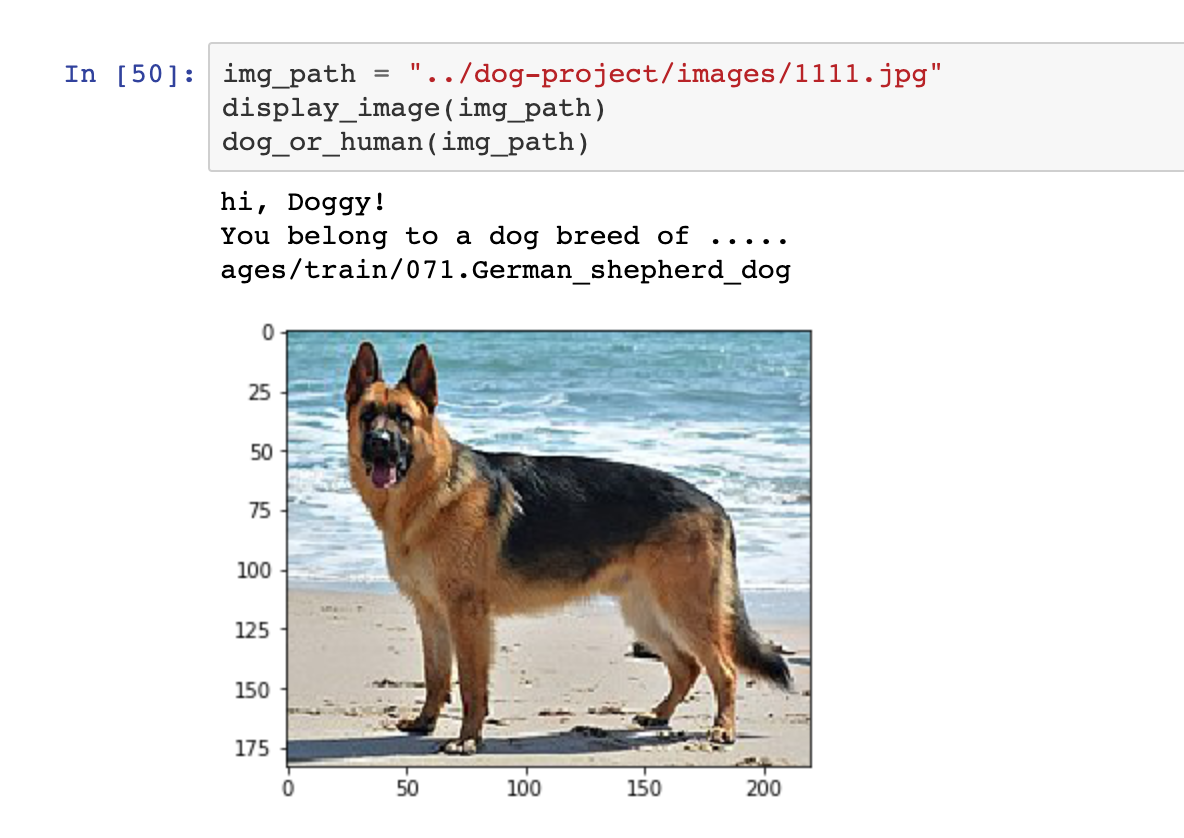 In [50]: img_path = "../dog-project/images/1111.jpg"
display_image(img_path)
dog_or_human(img_path)
hi, Doggy!
You belong to a dog breed of .....
ages/train/071.German_shepherd_dog
0
25
50
75
100
125
150
175
0 50 100 150 200